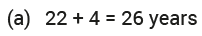 (a) 22 + 4 = 26 years